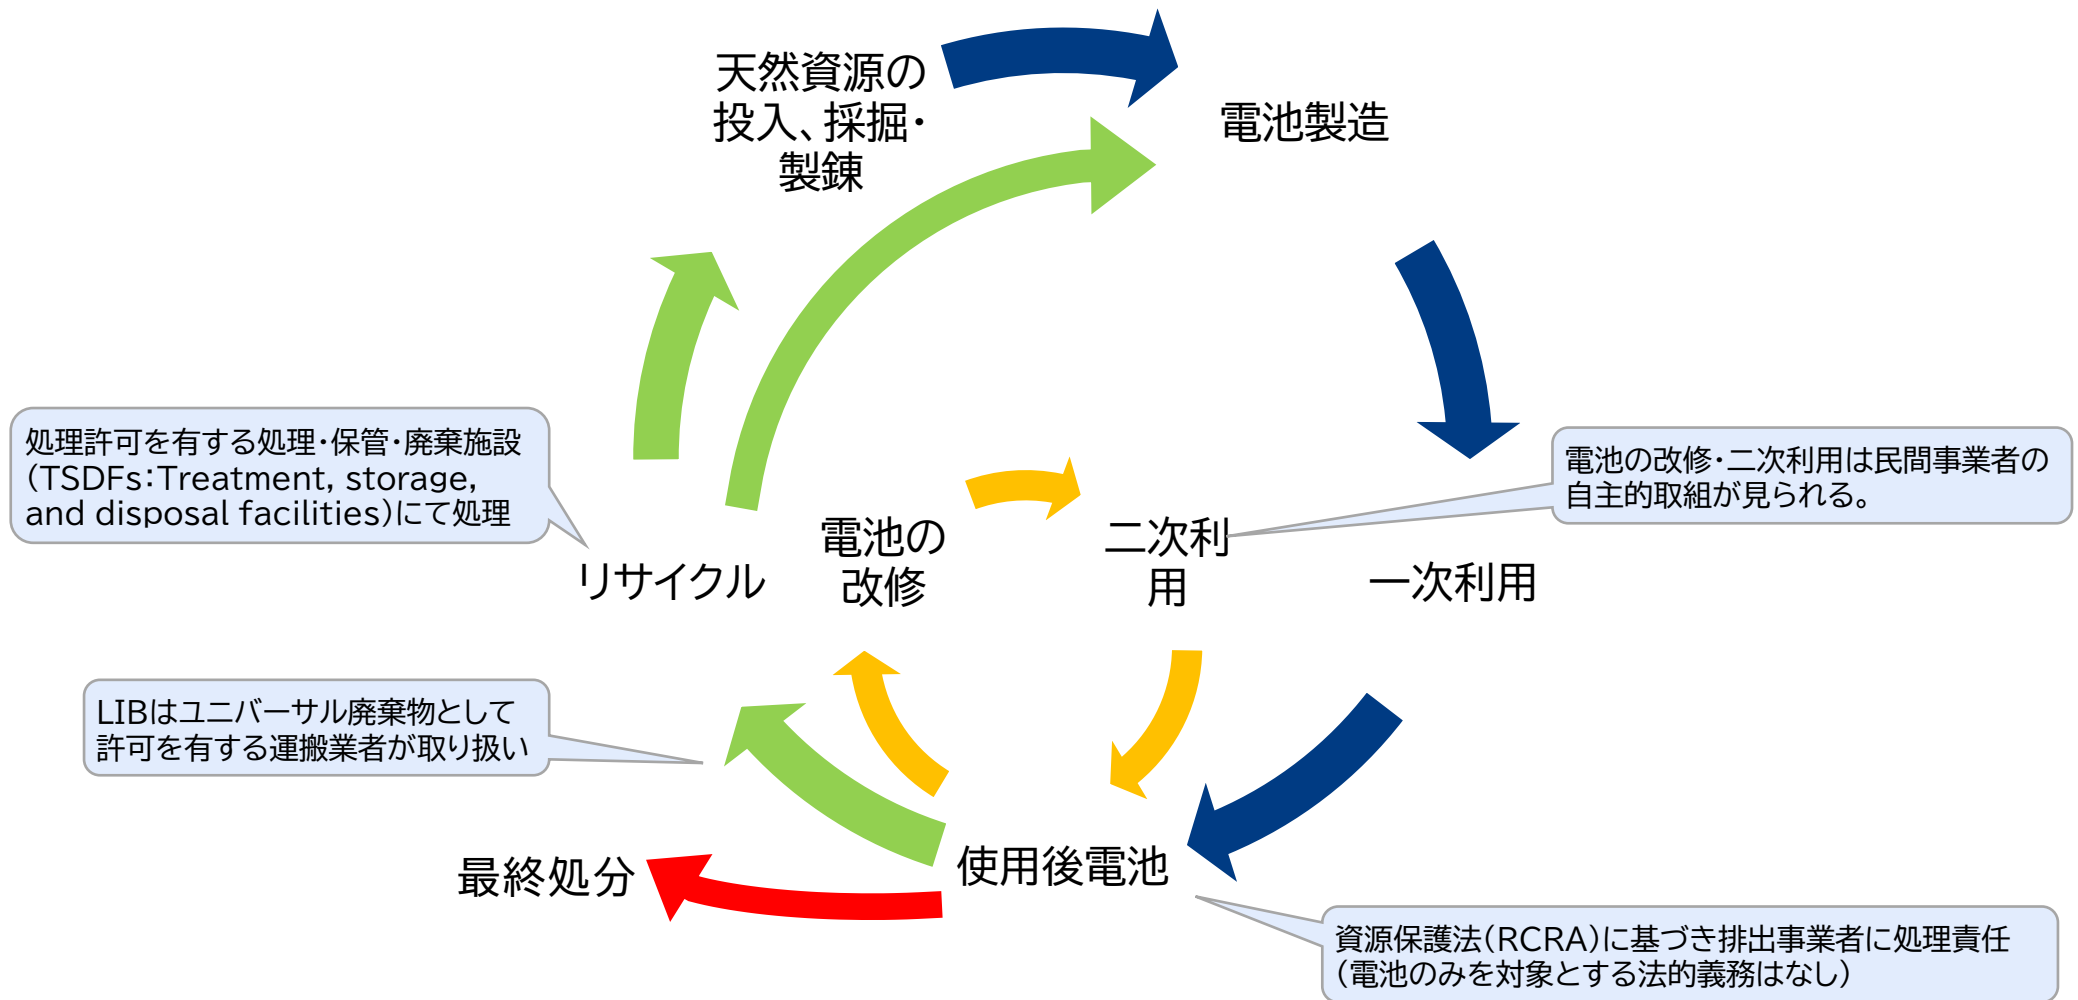 天然資源の
投入、採掘・
製錬
電池製造
処理許可を有する処理・保管・廃棄施設
（TSDFs：Treatment, storage,
and disposal facilities）にて処理
電池の改修・二次利用は民間事業者の
自主的取組が見られる。
リサイクル
電池の
改修
二次利
用
一次利用
LIBはユニバーサル廃棄物として
許可を有する運搬業者が取り扱い
最終処分
使用後電池
資源保護法（RCRA）に基づき排出事業者に処理責任
（電池のみを対象とする法的義務はなし）